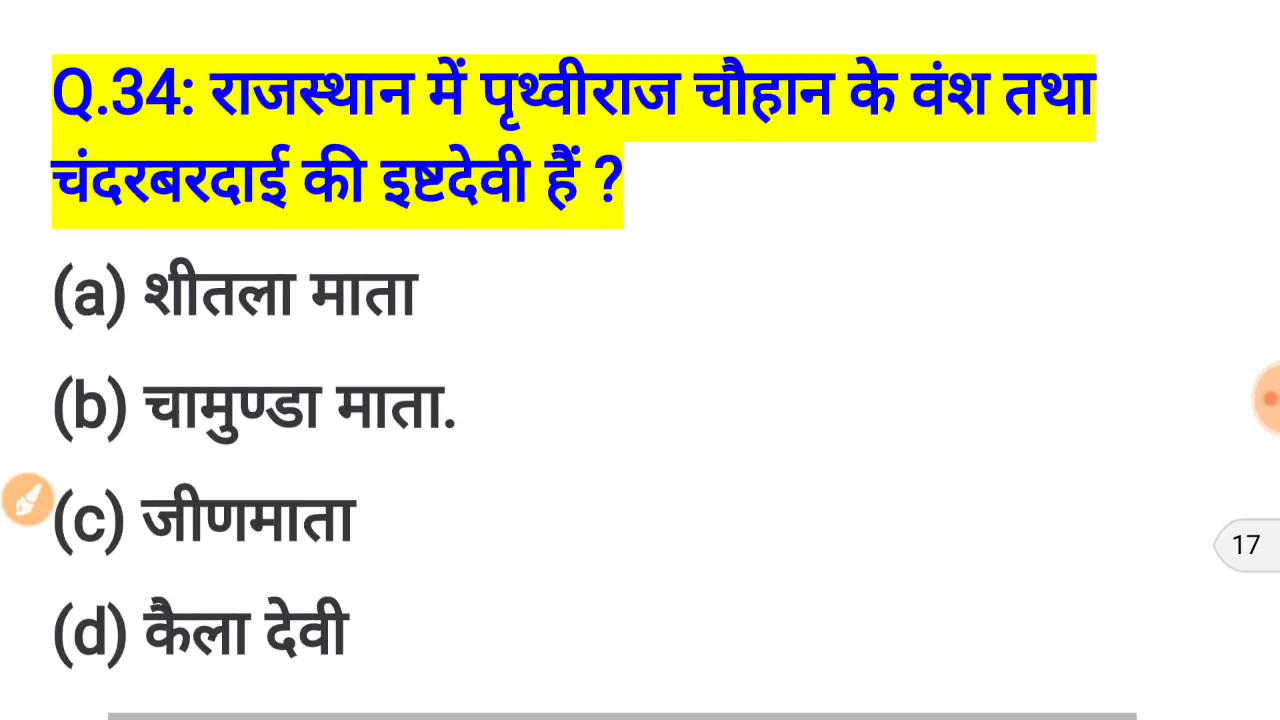 Q.34: राजस्थान में पृथ्वीराज चौहान के वंश तथा
चंदरबरदाई की इष्टदेवी हैं ?
(a) शीतला माता
(b) चामुण्डा माता.
(c) जीणमाता
17
(d) कैला देवी